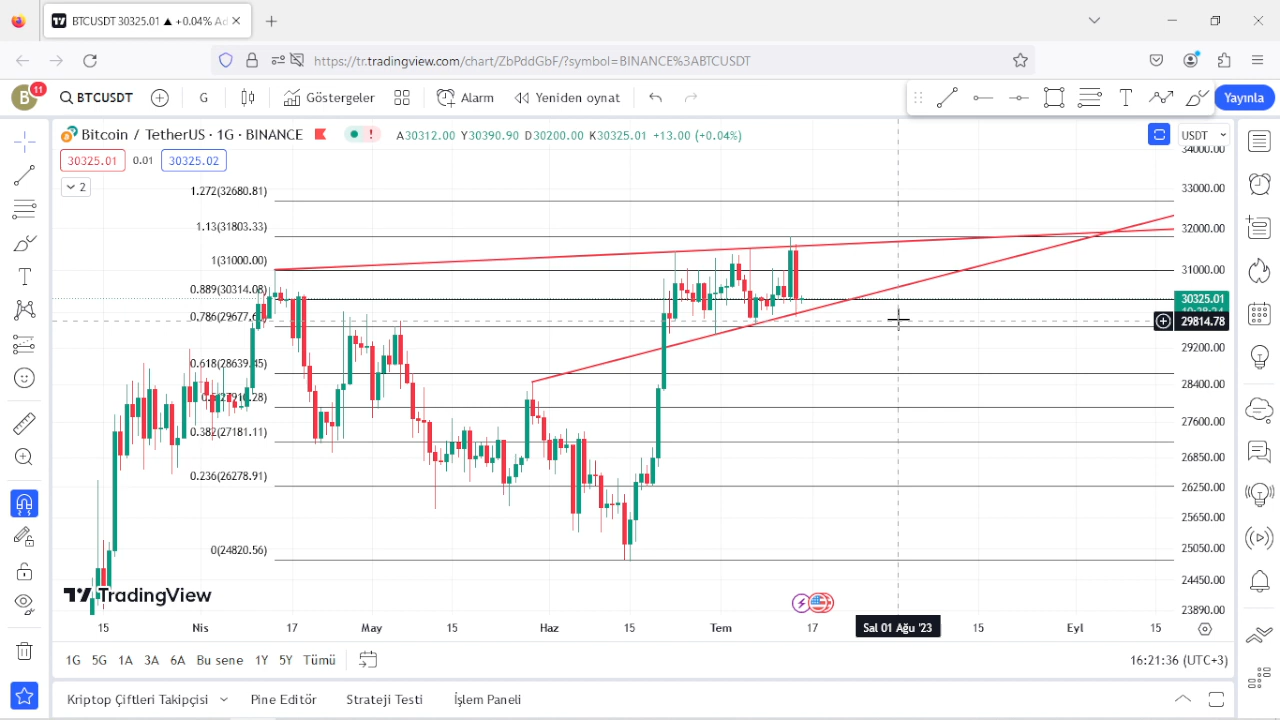 BTCUSDT 30325.01 ▲ +0.04% Ad
https://tr.tradingview.com/chart/ZbPddGbF/?symbol=BINANCE%3ABTCUSDT
B 11 BTCUSDT G Göstergeler Alarm Yeniden oynat Yayınla
Bitcoin / TetherUS · 1G · BINANCE A30312.00 Y30390.90 D30200.00 K30325.01 +13.00 (+0.04%) USDT
30325.01 0.01 30325.02
2
34000.00
1.272(32680.81)
33000.00
1.13(31803.33)
32000.00
1(31000.00)
31000.00
0.889(30314.08)
30325.01
0.786(29677.6
29814.78
29200.00
0.618(28639.45)
28400.00
27600.00
0.382(27181.11)
26850.00
0.236(26278.91)
26250.00
25650.00
0(24820.56)
25050.00
24450.00
TradingView
23890.00
15 Nis 17 May 15 Haz 15 Tem 17 Sal 01 Ağu '23 15 Eyl 15
1G 5G 1A 3A 6A Bu sene 1Y 5Y Tümü 16:21:36 (UTC+3)
Kriptop Çiftleri Takipçisi Pine Editör Strateji Testi İşlem Paneli